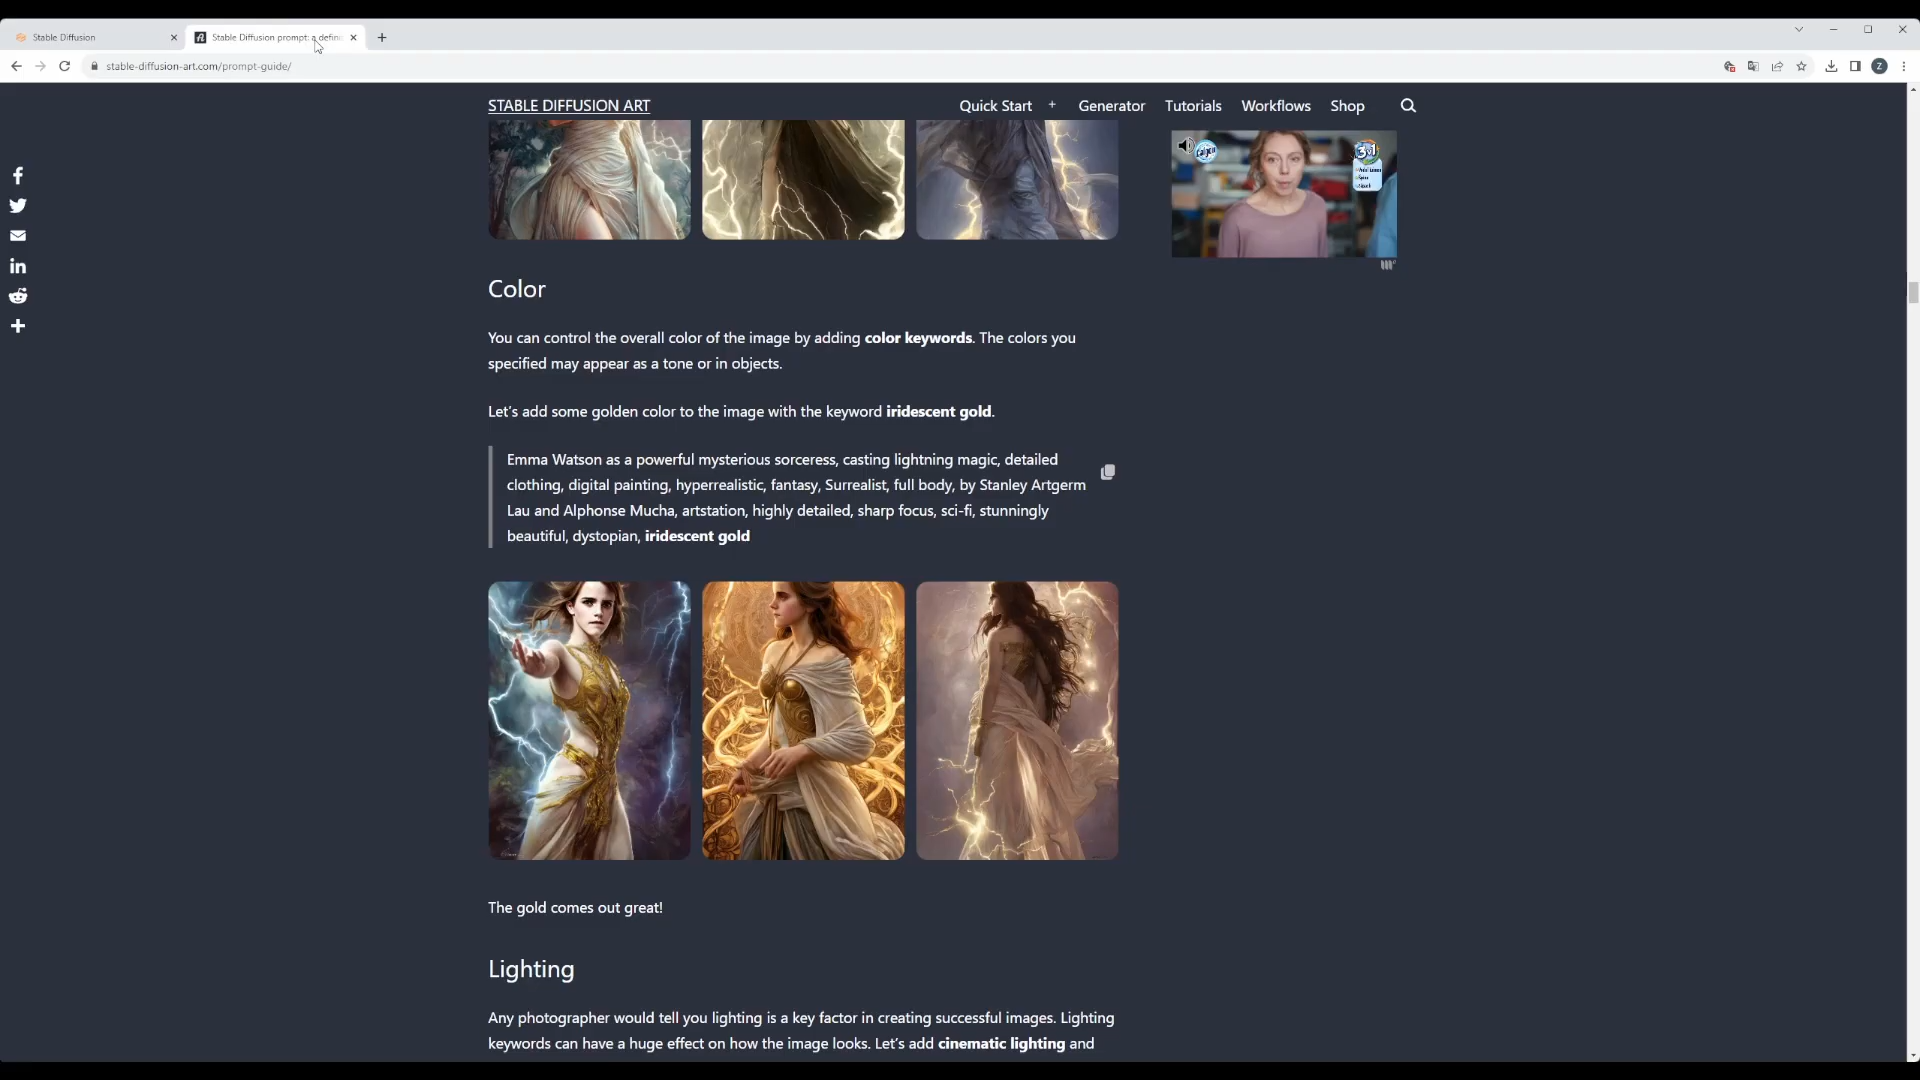 Stable Diffusion
Stable Diffusion prompt: a defini
stable-diffusion-art.com/prompt-guide/
Z
STABLE DIFFUSION ART
Quick Start + Generator Tutorials Workflows Shop
Calpol
3in1
Color
You can control the overall color of the image by adding color keywords. The colors you
specified may appear as a tone or in objects.
Let's add some golden color to the image with the keyword iridescent gold.
Emma Watson as a powerful mysterious sorceress, casting lightning magic, detailed
clothing, digital painting, hyperrealistic, fantasy, Surrealist, full body, by Stanley Artgerm
Lau and Alphonse Mucha, artstation, highly detailed, sharp focus, sci-fi, stunningly
beautiful, dystopian, iridescent gold
The gold comes out great!
Lighting
Any photographer would tell you lighting is a key factor in creating successful images. Lighting
keywords can have a huge effect on how the image looks. Let's add cinematic lighting and